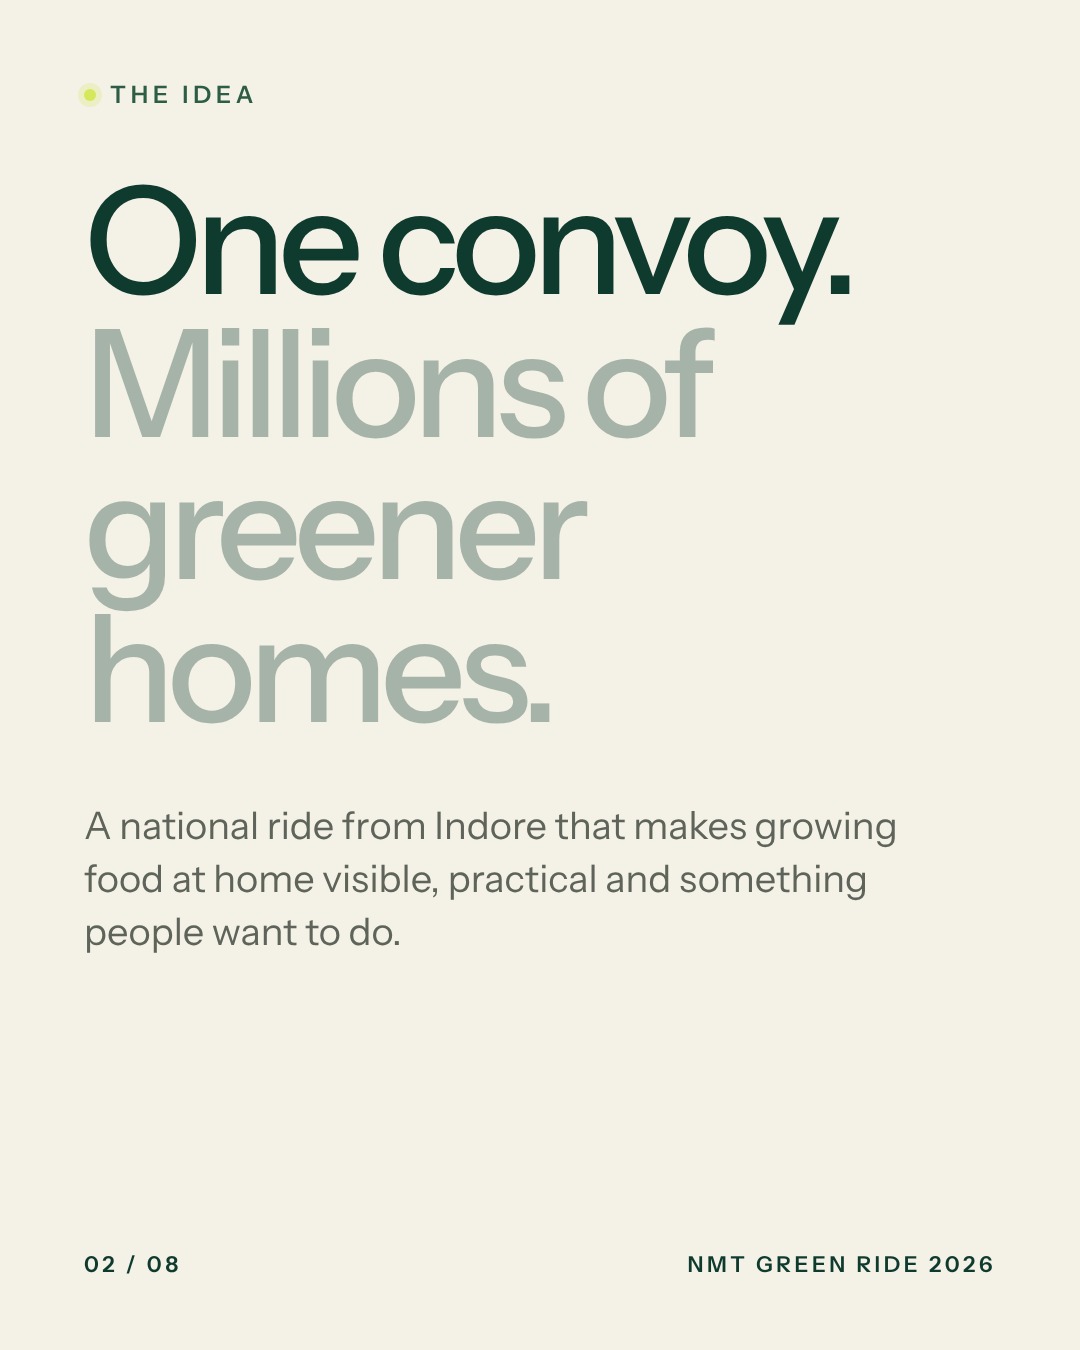 THE IDEA
One convoy.
Millions of
greener
homes.
A national ride from Indore that makes growing
food at home visible, practical and something
people want to do.
02 / 08
NMT GREEN RIDE 2026